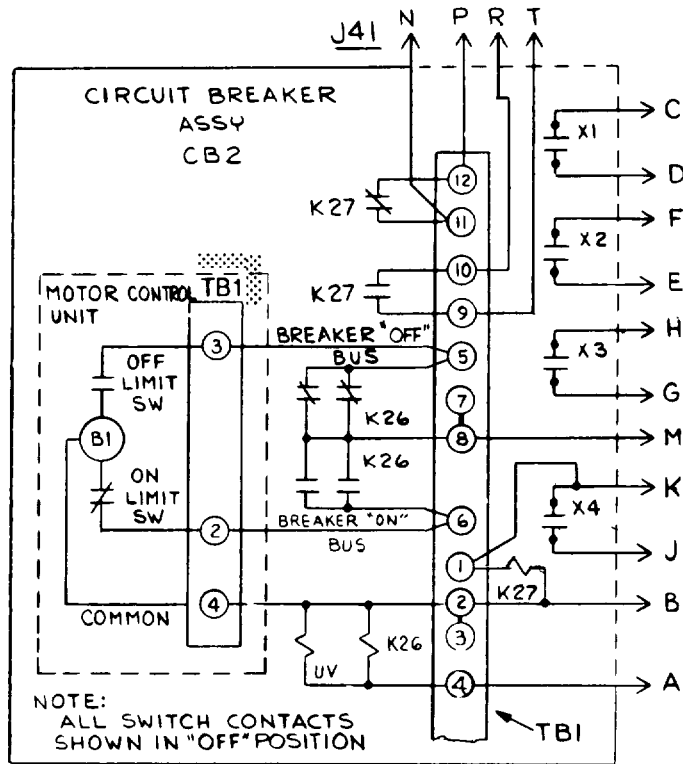 J41 N P R T
CIRCUIT BREAKER
ASSY
CB2
C
X1
D
12
K27
11
F
X2
E
10
K27
9
MOTOR CONTROL
UNIT
TB1
3
BREAKER "OFF"
BUS
5
H
X3
G
OFF
LIMIT
SW
7
K26
8
M
B1
K26
K
ON
LIMIT
SW
2
BREAKER "ON"
BUS
6
X4
J
1
K27
COMMON
4
2
B
3
UV
K26
4
A
NOTE:
ALL SWITCH CONTACTS
SHOWN IN "OFF" POSITION
TB1